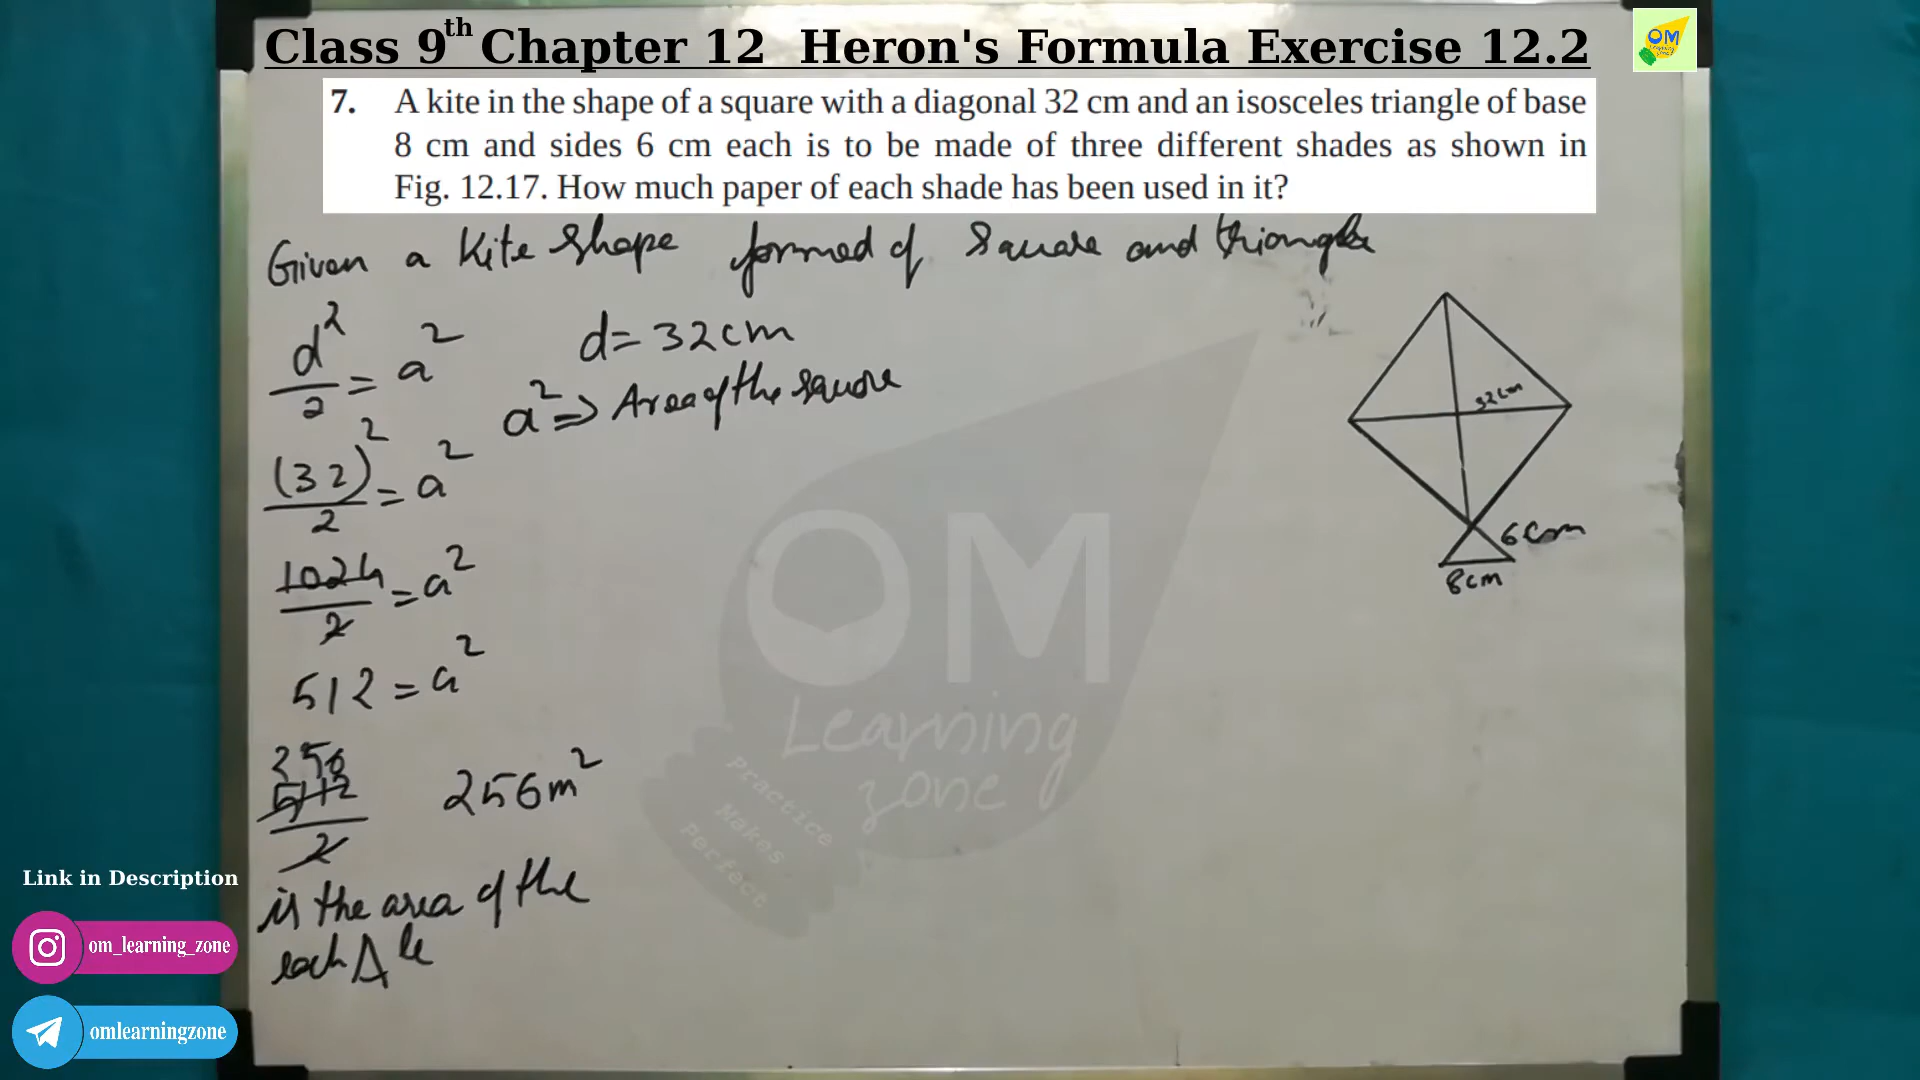 Class 9th Chapter 12 Heron's Formula Exercise 12.2
OM
Learning
zone
7. A kite in the shape of a square with a diagonal 32 cm and an isosceles triangle of base
8 cm and sides 6 cm each is to be made of three different shades as shown in
Fig. 12.17. How much paper of each shade has been used in it?
Given a Kite Shape formed of Square and triangle
d²/2 = a²
d = 32cm
a² ⇒ Area of the square
(32)²/2 = a²
1024/2 = a²
512 = a²
256
512/2
256m²
is the area of the
each Δle
32cm
6cm
8cm
OM
Learning
zone
Practice
Makes
Perfect
Link in Description
om_learning_zone
omlearningzone